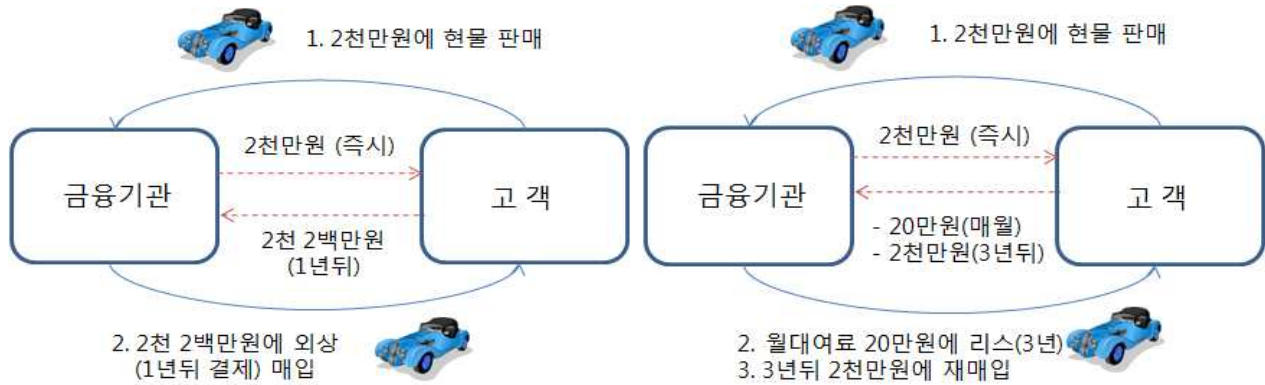 1. 2천만원에 현물 판매
2천만원 (즉시)
금융기관
고 객
2천 2백만원
(1년뒤)
2. 2천 2백만원에 외상
(1년뒤 결제) 매입
1. 2천만원에 현물 판매
2천만원 (즉시)
금융기관
고 객
- 20만원(매월)
- 2천만원(3년뒤)
2. 월대여료 20만원에 리스(3년)
3. 3년뒤 2천만원에 재매입